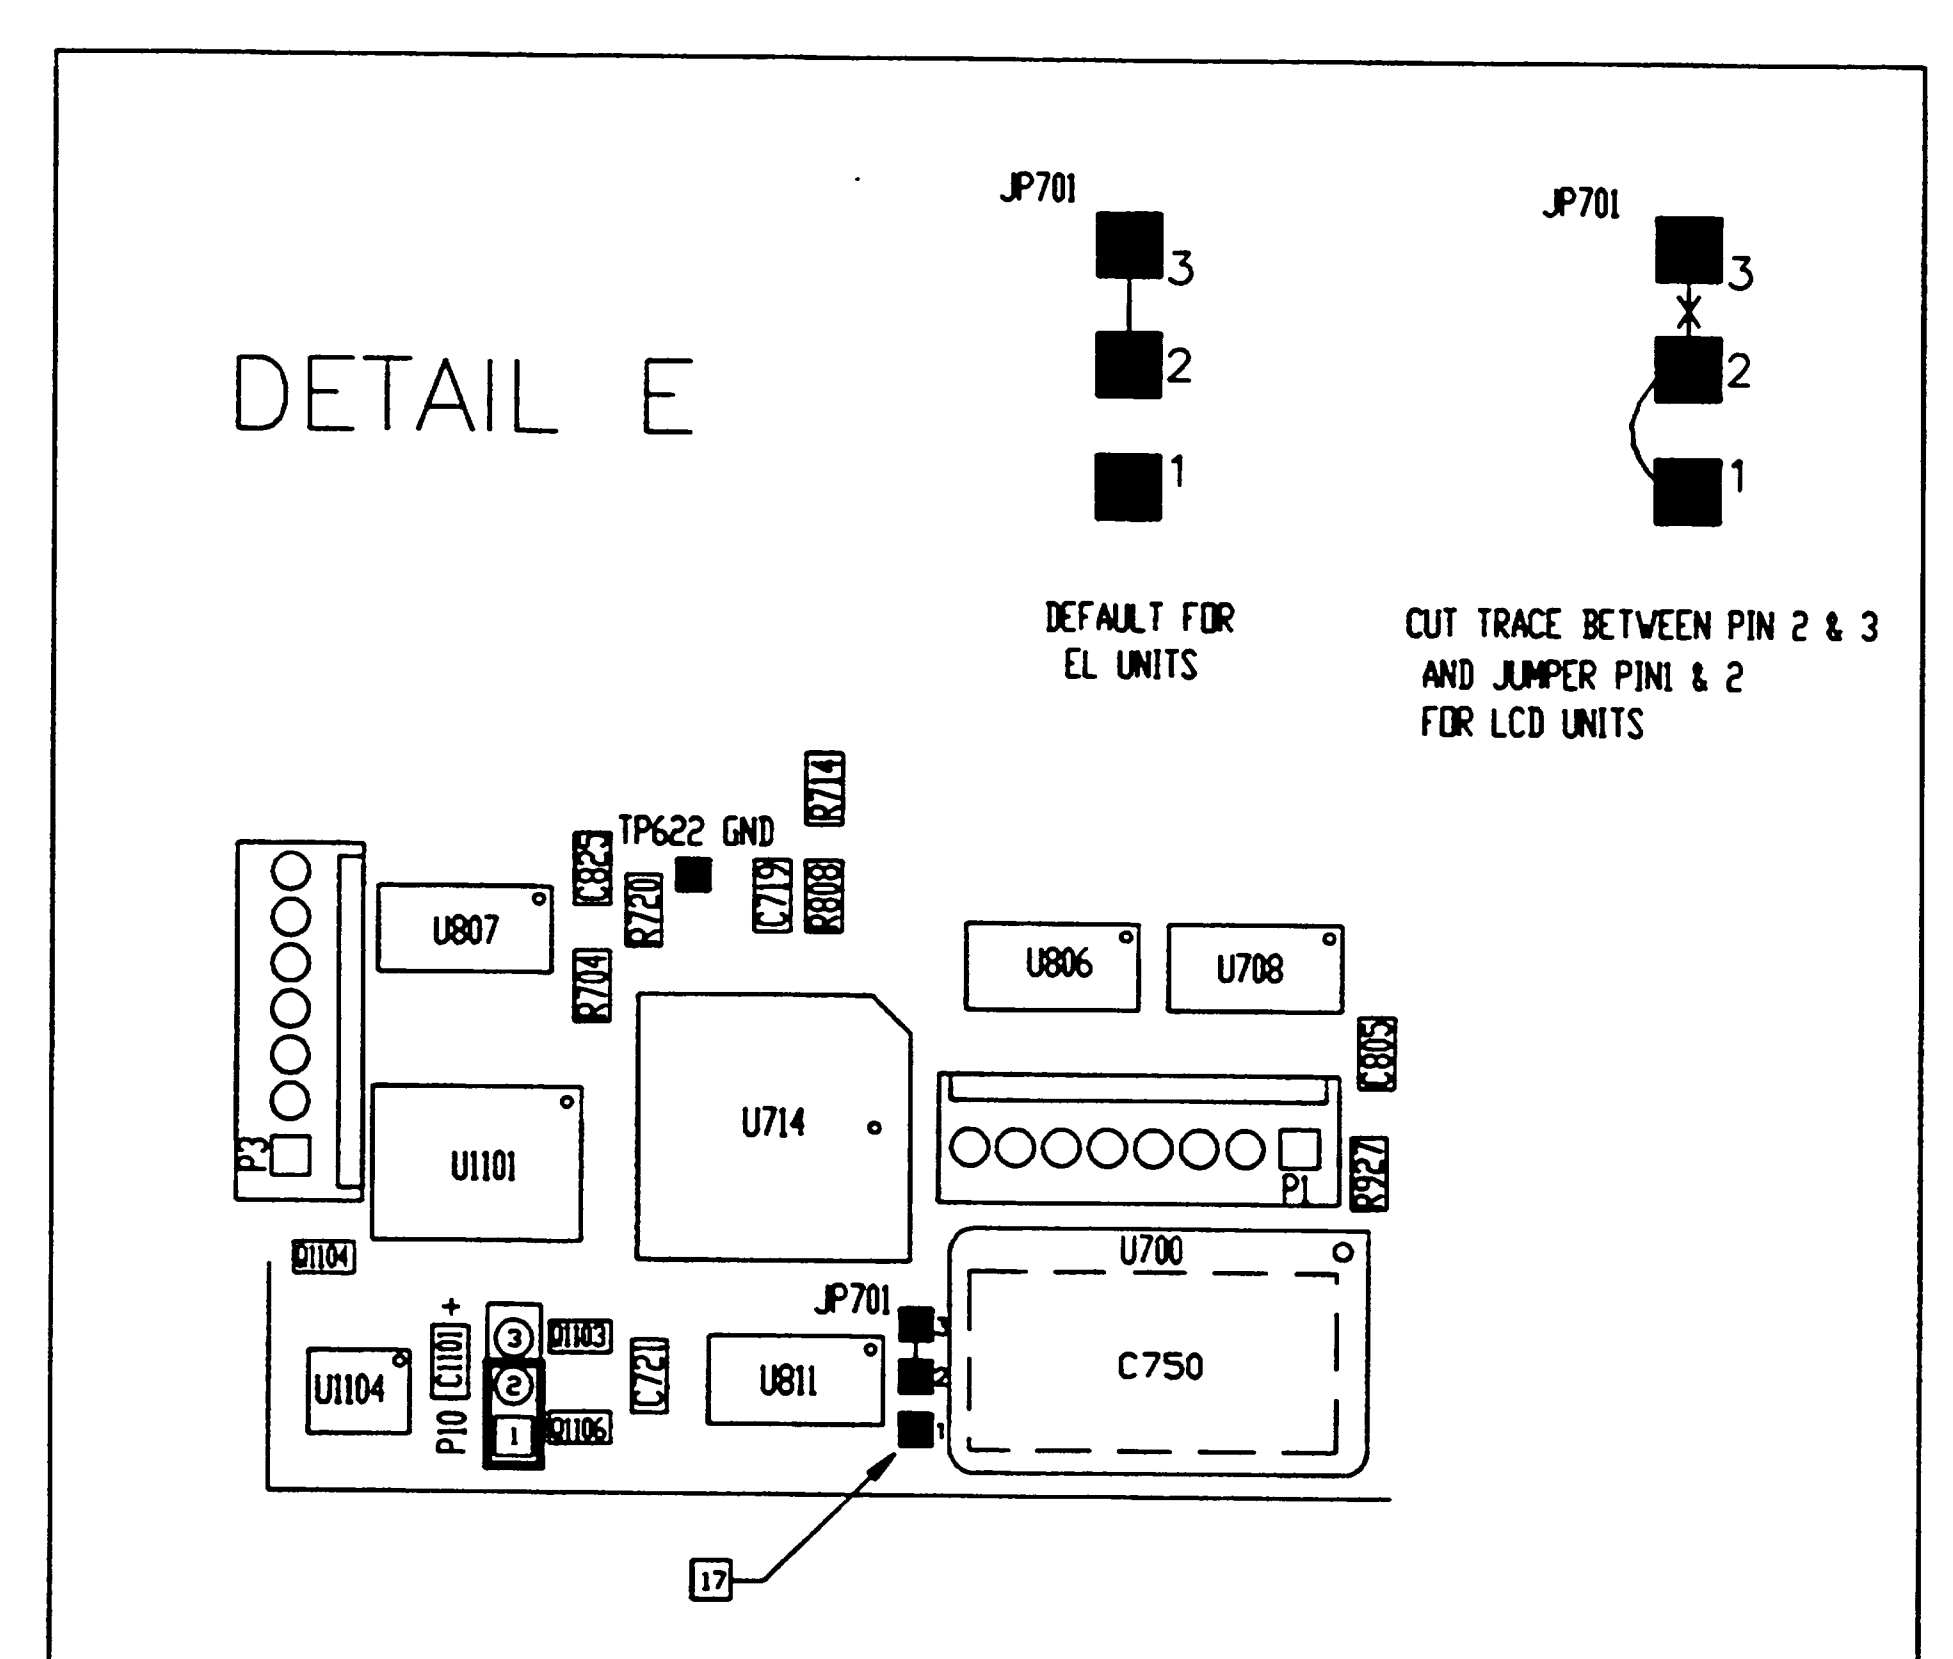 JP701
3
2
1
DEFAULT FOR
EL UNITS
JP701
3
2
1
CUT TRACE BETWEEN PIN 2 & 3
AND JUMPER PIN1 & 2
FOR LCD UNITS
DETAIL E
R714
TP622 GND
C825
R720
C719
R808
U807
R704
U806
U708
C805
P3
U1101
U714
P1
R927
Q1104
U700
C750
JP701
3
2
1
+
C1101
P10
3
2
1
Q1103
Q1106
C721
U811
U1104
17